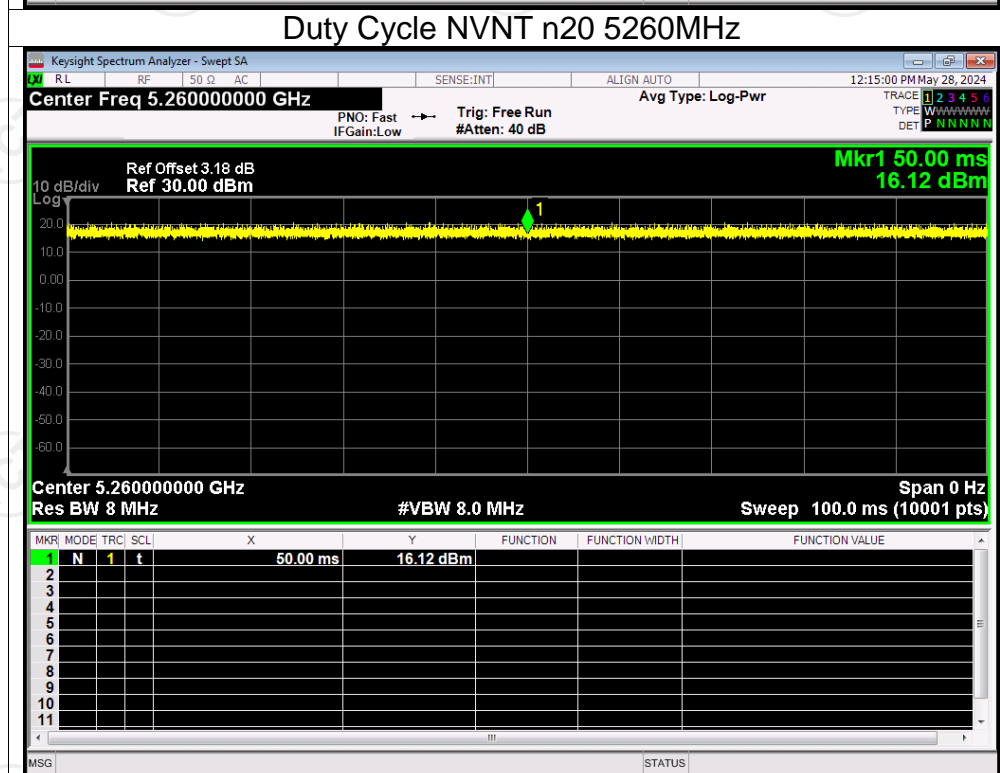 Duty Cycle NVNT n20 5260MHz
Keysight Spectrum Analyzer - Swept SA
LXI RL RF 50 Ω AC SENSE:INT ALIGN AUTO 12:15:00 PM May 28, 2024
Center Freq 5.260000000 GHz Avg Type: Log-Pwr TRACE 1 2 3 4 5 6
PNO: Fast Trig: Free Run TYPE WWWWWW
IFGain:Low #Atten: 40 dB DET P N N N N N
Mkr1 50.00 ms
16.12 dBm
Ref Offset 3.18 dB
10 dB/div Ref 30.00 dBm
Log
1
20.0
10.0
0.00
-10.0
-20.0
-30.0
-40.0
-50.0
-60.0
Center 5.260000000 GHz Span 0 Hz
Res BW 8 MHz #VBW 8.0 MHz Sweep 100.0 ms (10001 pts)
MKR MODE TRC SCL X Y FUNCTION FUNCTION WIDTH FUNCTION VALUE
1 N 1 t 50.00 ms 16.12 dBm
2
3
4
5
6
7
8
9
10
11
MSG STATUS